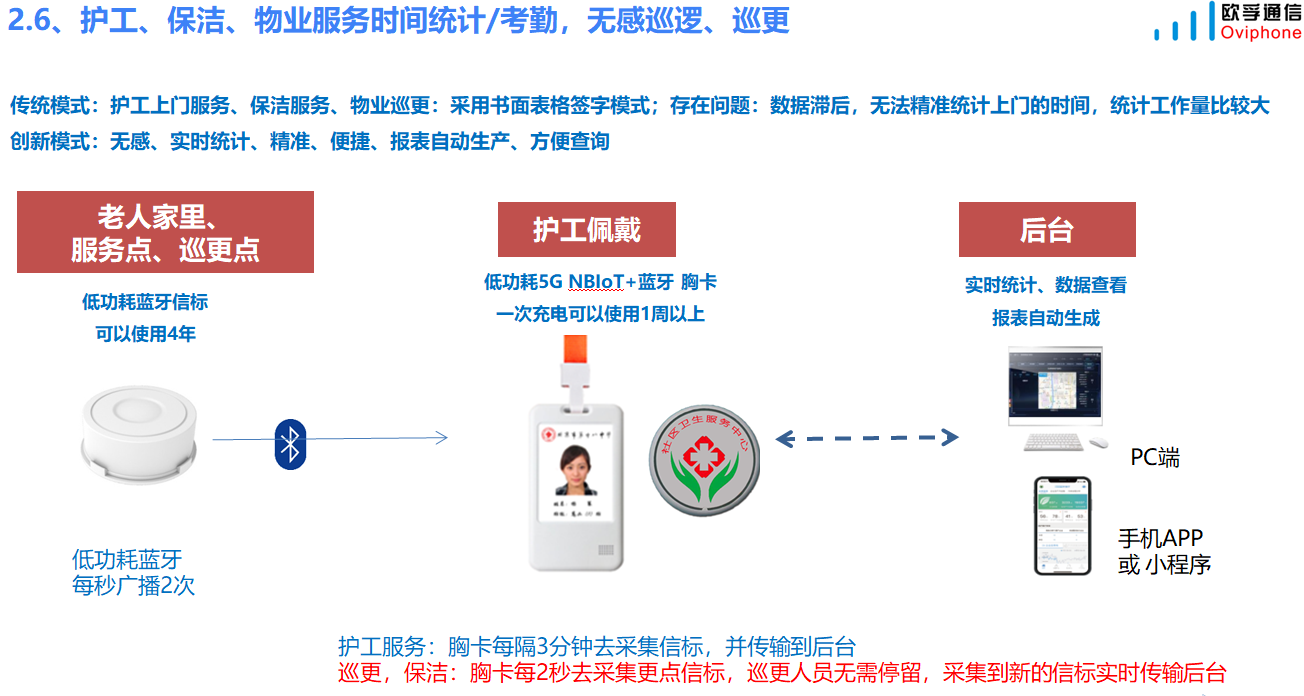 2.6、护工、保洁、物业服务时间统计/考勤，无感巡逻、巡更
欧孚通信
Oviphone
传统模式：护工上门服务、保洁服务、物业巡更：采用书面表格签字模式；存在问题：数据滞后，无法精准统计上门的时间，统计工作量比较大
创新模式：无感、实时统计、精准、便捷、报表自动生产、方便查询
老人家里、
服务点、巡更点
低功耗蓝牙信标
可以使用4年
低功耗蓝牙
每秒广播2次
护工佩戴
低功耗5G NBIoT+蓝牙 胸卡
一次充电可以使用1周以上
社区卫生服务中心
后台
实时统计、数据查看
报表自动生成
PC端
手机APP
或 小程序
护工服务：胸卡每隔3分钟去采集信标，并传输到后台
巡更，保洁：胸卡每2秒去采集更点信标，巡更人员无需停留，采集到新的信标实时传输后台